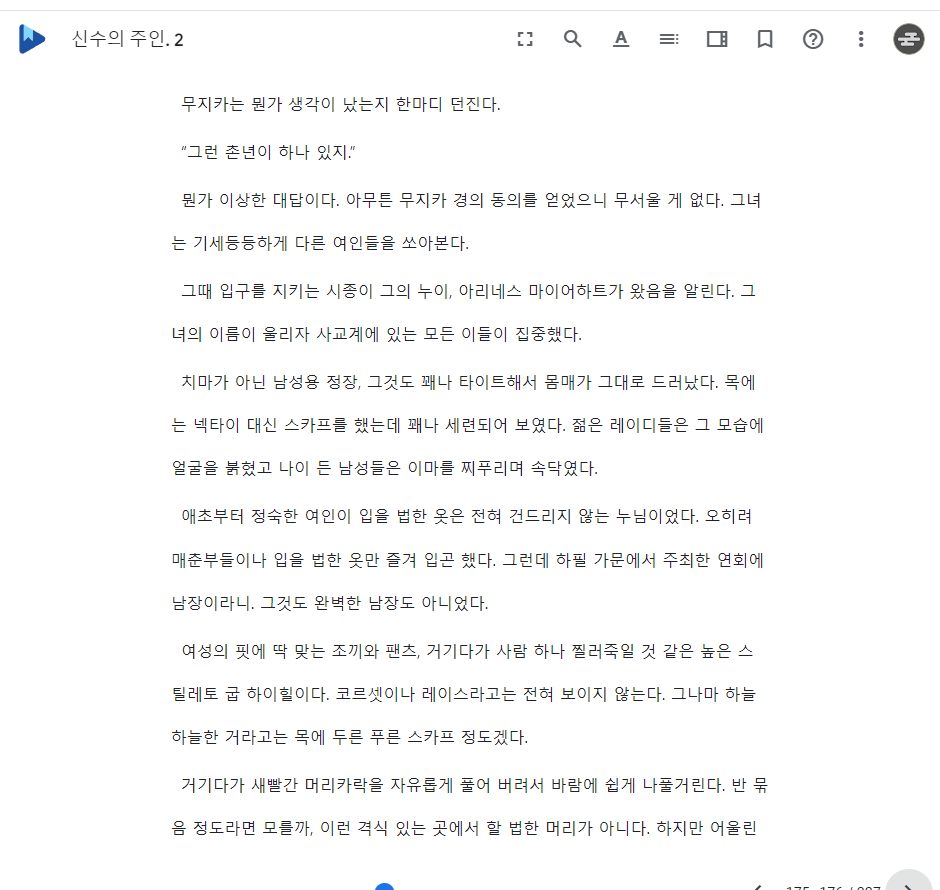 신수의 주인. 2
무지카는 뭔가 생각이 났는지 한마디 던진다.
“그런 촌년이 하나 있지.”
뭔가 이상한 대답이다. 아무튼 무지카 경의 동의를 얻었으니 무서울 게 없다. 그녀
는 기세등등하게 다른 여인들을 쏘아본다.
그때 입구를 지키는 시종이 그의 누이, 아리네스 마이어하트가 왔음을 알린다. 그
녀의 이름이 울리자 사교계에 있는 모든 이들이 집중했다.
치마가 아닌 남성용 정장, 그것도 꽤나 타이트해서 몸매가 그대로 드러났다. 목에
는 넥타이 대신 스카프를 했는데 꽤나 세련되어 보였다. 젊은 레이디들은 그 모습에
얼굴을 붉혔고 나이 든 남성들은 이마를 찌푸리며 속닥였다.
애초부터 정숙한 여인이 입을 법한 옷은 전혀 건드리지 않는 누님이었다. 오히려
매춘부들이나 입을 법한 옷만 즐겨 입곤 했다. 그런데 하필 가문에서 주최한 연회에
남장이라니. 그것도 완벽한 남장도 아니었다.
여성의 핏에 딱 맞는 조끼와 팬츠, 거기다가 사람 하나 찔러죽일 것 같은 높은 스
틸레토 굽 하이힐이다. 코르셋이나 레이스라고는 전혀 보이지 않는다. 그나마 하늘
하늘한 거라고는 목에 두른 푸른 스카프 정도겠다.
거기다가 새빨간 머리카락을 자유롭게 풀어 버려서 바람에 쉽게 나풀거린다. 반 묶
음 정도라면 모를까, 이런 격식 있는 곳에서 할 법한 머리가 아니다. 하지만 어울린